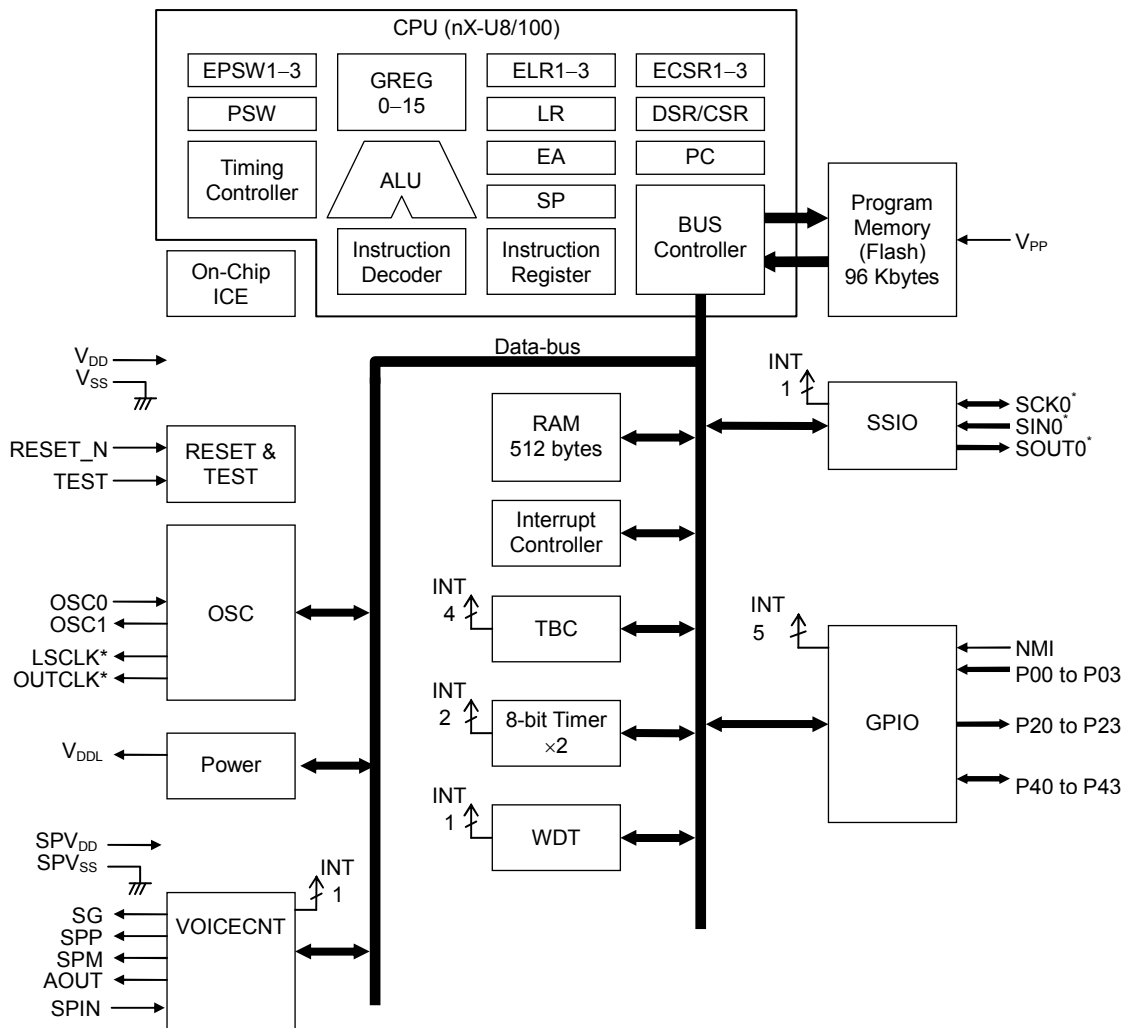 CPU (nX-U8/100)
EPSW1–3
GREG
0–15
ELR1–3
ECSR1–3
PSW
LR
DSR/CSR
Timing
Controller
ALU
EA
PC
SP
BUS
Controller
Program
Memory
(Flash)
96 Kbytes
VPP
On-Chip
ICE
Instruction
Decoder
Instruction
Register
Data-bus
VDD
VSS
INT
1
RAM
512 bytes
SSIO
SCK0*
SIN0*
SOUT0*
RESET_N
TEST
RESET &
TEST
Interrupt
Controller
OSC0
OSC1
LSCLK*
OUTCLK*
OSC
INT
4
TBC
INT
5
NMI
P00 to P03
GPIO
P20 to P23
P40 to P43
INT
2
8-bit Timer
×2
VDDL
Power
INT
1
WDT
SPVDD
SPVSS
INT
1
SG
SPP
SPM
AOUT
SPIN
VOICECNT